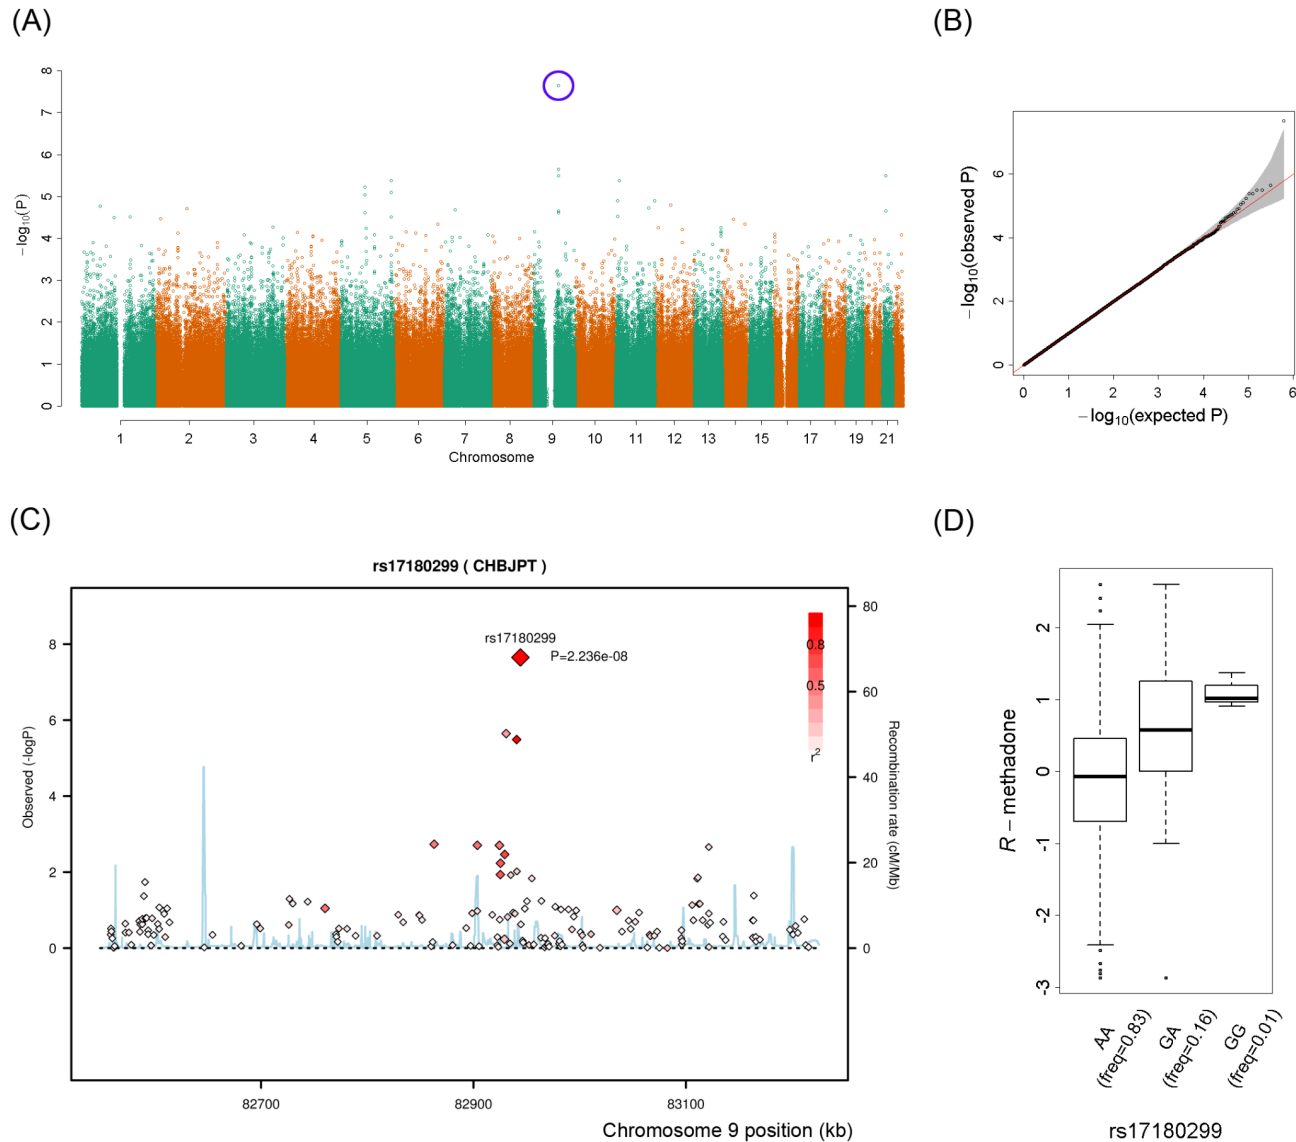 (A)
8
7
6
5
4
3
2
1
0
−log10(P)
1 2 3 4 5 6 7 8 9 10 11 12 13 15 17 19 21
Chromosome
(B)
6
4
2
0
−log10(observed P)
0 1 2 3 4 5 6
−log10(expected P)
(C)
rs17180299 ( CHBJPT )
rs17180299
P=2.236e-08
0.8
0.5
r2
8
6
4
2
0
Observed (-logP)
80
60
40
20
0
Recombination rate (cM/Mb)
82700 82900 83100
Chromosome 9 position (kb)
(D)
2
1
0
-1
-2
-3
R − methadone
AA
(freq=0.83)
GA
(freq=0.16)
GG
(freq=0.01)
rs17180299